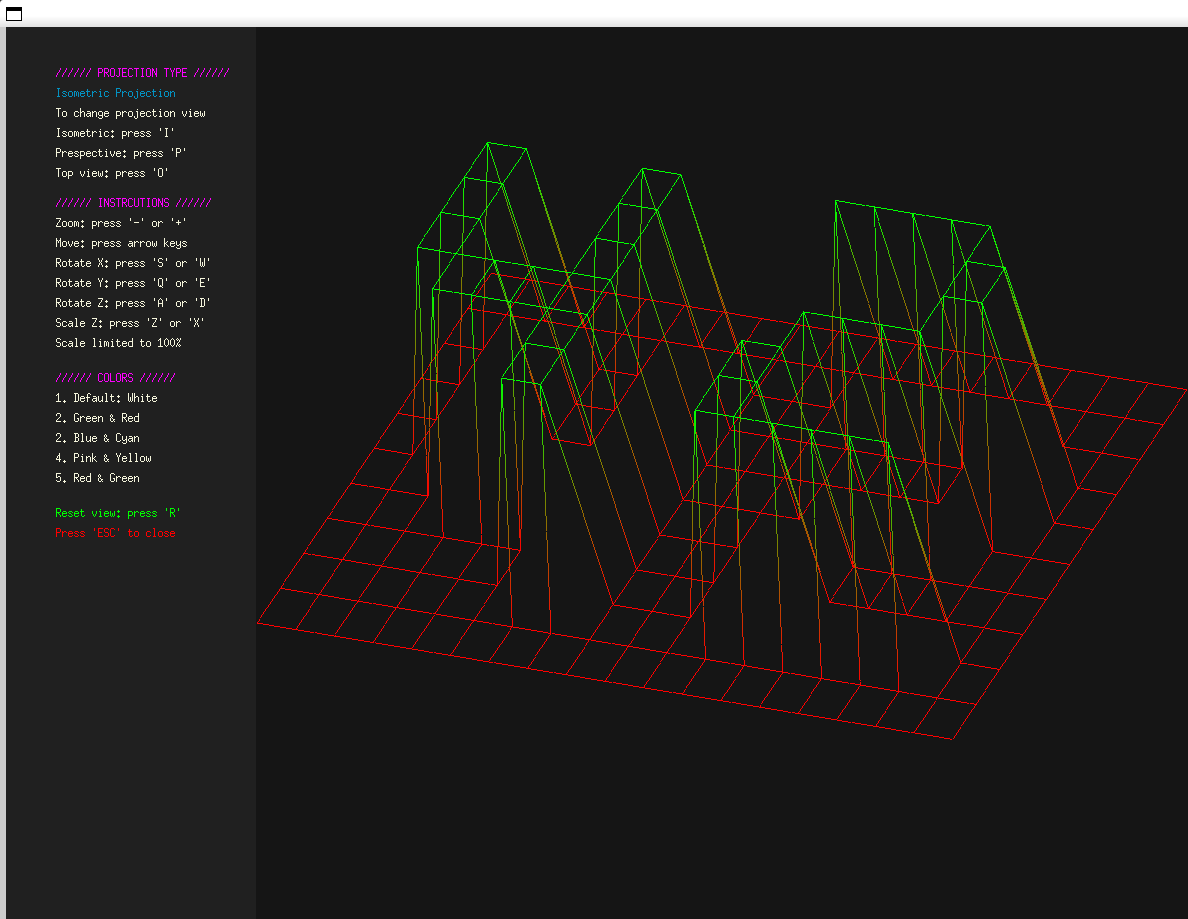 ////// PROJECTION TYPE //////
Isometric Projection
To change projection view
Isometric: press 'I'
Prespective: press 'P'
Top view: press 'O'
////// INSTRCUTIONS //////
Zoom: press '-' or '+'
Move: press arrow keys
Rotate X: press 'S' or 'W'
Rotate Y: press 'Q' or 'E'
Rotate Z: press 'A' or 'D'
Scale Z: press 'Z' or 'X'
Scale limited to 100%
////// COLORS //////
1. Default: White
2. Green & Red
2. Blue & Cyan
4. Pink & Yellow
5. Red & Green
Reset view: press 'R'
Press 'ESC' to close